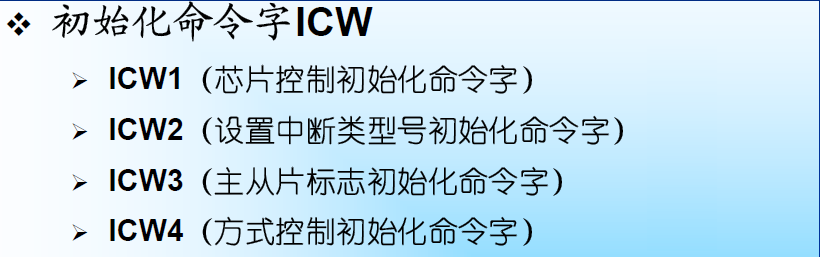 ❖ 初始化命令字ICW
➢ ICW1（芯片控制初始化命令字）
➢ ICW2（设置中断类型号初始化命令字）
➢ ICW3（主从片标志初始化命令字）
➢ ICW4（方式控制初始化命令字）